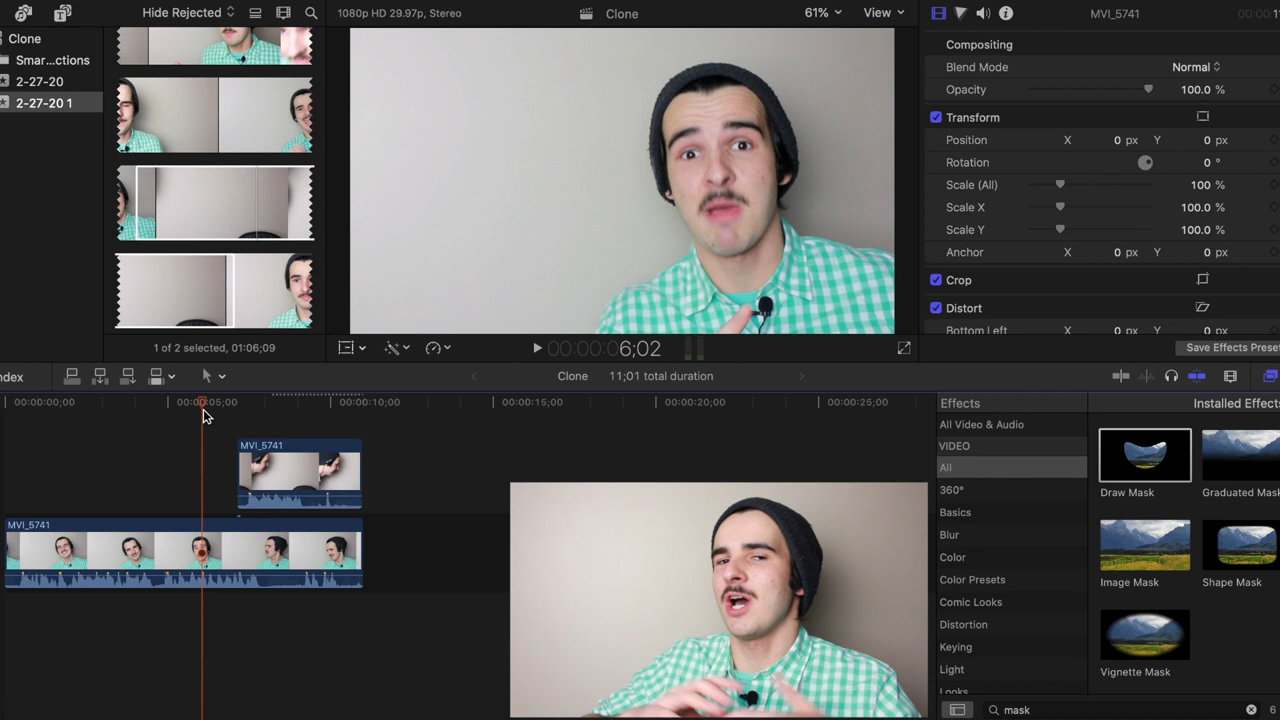 Hide Rejected
1080p HD 29.97p, Stereo
Clone
61%
View
MVI_5741
Clone
Smar...ctions
2-27-20
2-27-20 1
1 of 2 selected, 01:06;09
00:00:06;02
Compositing
Blend Mode Normal
Opacity 100.0 %
Transform
Position X 0 px Y 0 px
Rotation 0 °
Scale (All) 100 %
Scale X 100.0 %
Scale Y 100.0 %
Anchor X 0 px Y 0 px
Crop
Distort
Bottom Left X 0 px Y 0 px
Save Effects Preset
ndex
Clone 11;01 total duration
00:00:00;00
00:00:05;00
00:00:10;00
00:00:15;00
00:00:20;00
00:00:25;00
MVI_5741
MVI_5741
Effects
Installed Effects
All Video & Audio
VIDEO
All
360°
Basics
Blur
Color
Color Presets
Comic Looks
Distortion
Keying
Light
Looks
Draw Mask
Graduated Mask
Image Mask
Shape Mask
Vignette Mask
mask
6